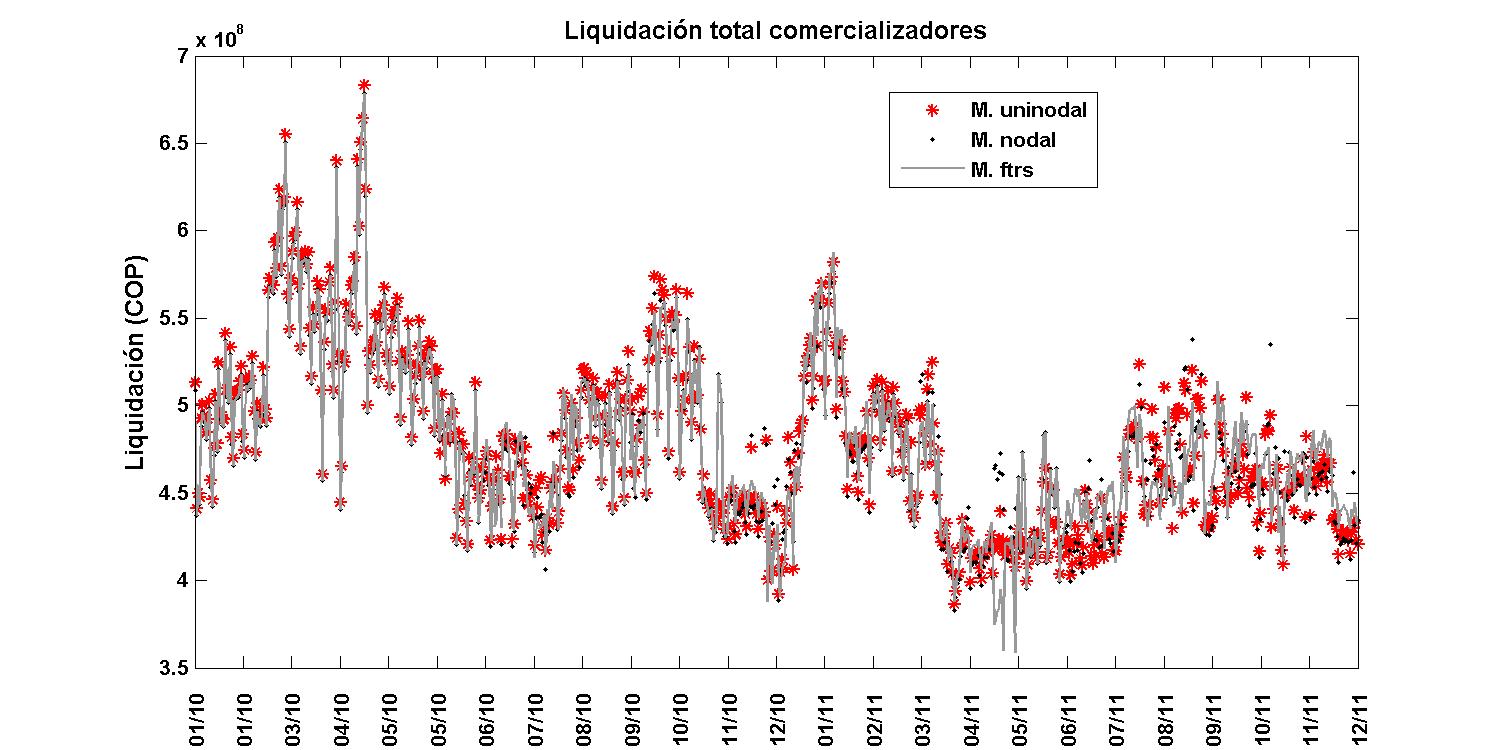 Liquidación total comercializadores
x 10^8
7
6.5
6
5.5
5
4.5
4
3.5
Liquidación (COP)
M. uninodal
M. nodal
M. ftrs
01/10 01/10 03/10 04/10 05/10 05/10 06/10 07/10 08/10 09/10 10/10 11/10 12/10 01/11 02/11 03/11 04/11 05/11 06/11 07/11 08/11 09/11 10/11 11/11 12/11